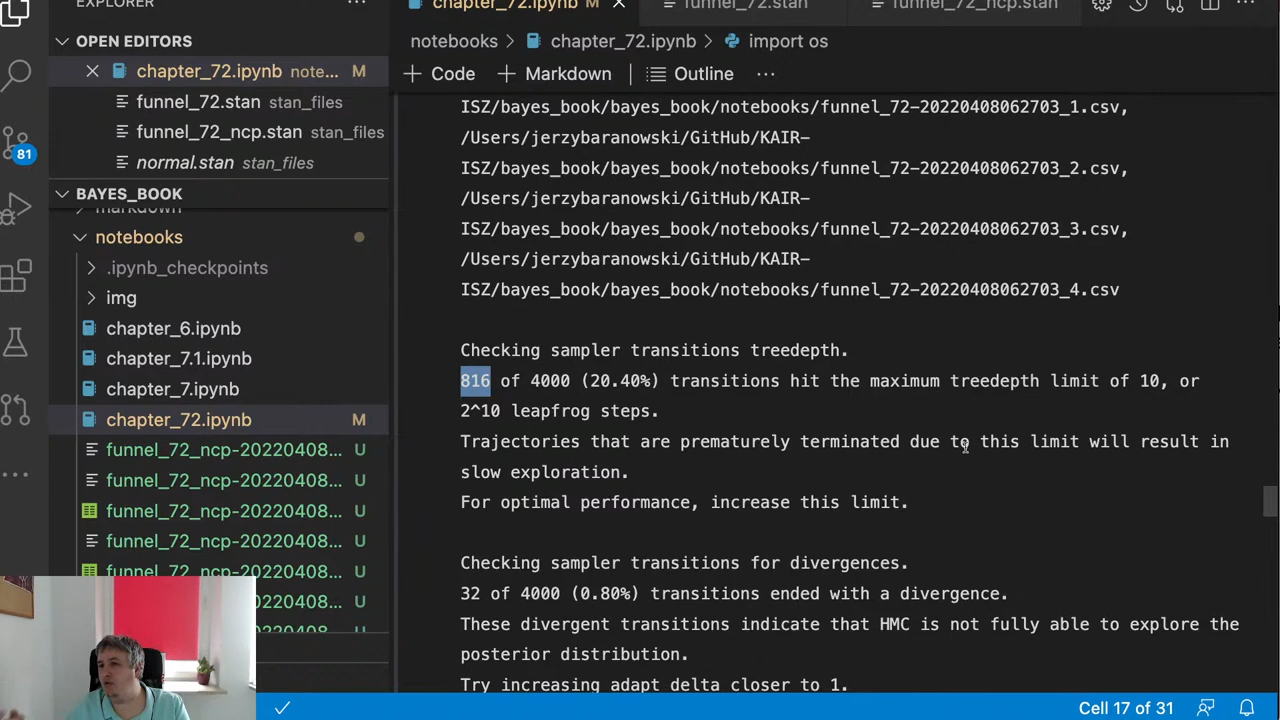 EXPLORER
...
OPEN EDITORS
chapter_72.ipynb note... M
funnel_72.stan stan_files
funnel_72_ncp.stan stan_files
normal.stan stan_files
81
BAYES_BOOK
markdown
notebooks
.ipynb_checkpoints
img
chapter_6.ipynb
chapter_7.1.ipynb
chapter_7.ipynb
chapter_72.ipynb M
funnel_72_ncp-20220408... U
funnel_72_ncp-20220408... U
funnel_72_ncp-20220408... U
funnel_72_ncp-20220408... U
funnel_72_ncp-20220408... U
U
U
chapter_72.ipynb M
funnel_72.stan
funnel_72_ncp.stan
notebooks > chapter_72.ipynb > import os
+ Code + Markdown Outline ...
ISZ/bayes_book/bayes_book/notebooks/funnel_72-20220408062703_1.csv,
/Users/jerzybaranowski/GitHub/KAIR-
ISZ/bayes_book/bayes_book/notebooks/funnel_72-20220408062703_2.csv,
/Users/jerzybaranowski/GitHub/KAIR-
ISZ/bayes_book/bayes_book/notebooks/funnel_72-20220408062703_3.csv,
/Users/jerzybaranowski/GitHub/KAIR-
ISZ/bayes_book/bayes_book/notebooks/funnel_72-20220408062703_4.csv
Checking sampler transitions treedepth.
816 of 4000 (20.40%) transitions hit the maximum treedepth limit of 10, or
2^10 leapfrog steps.
Trajectories that are prematurely terminated due to this limit will result in
slow exploration.
For optimal performance, increase this limit.
Checking sampler transitions for divergences.
32 of 4000 (0.80%) transitions ended with a divergence.
These divergent transitions indicate that HMC is not fully able to explore the
posterior distribution.
Try increasing adapt delta closer to 1.
Cell 17 of 31